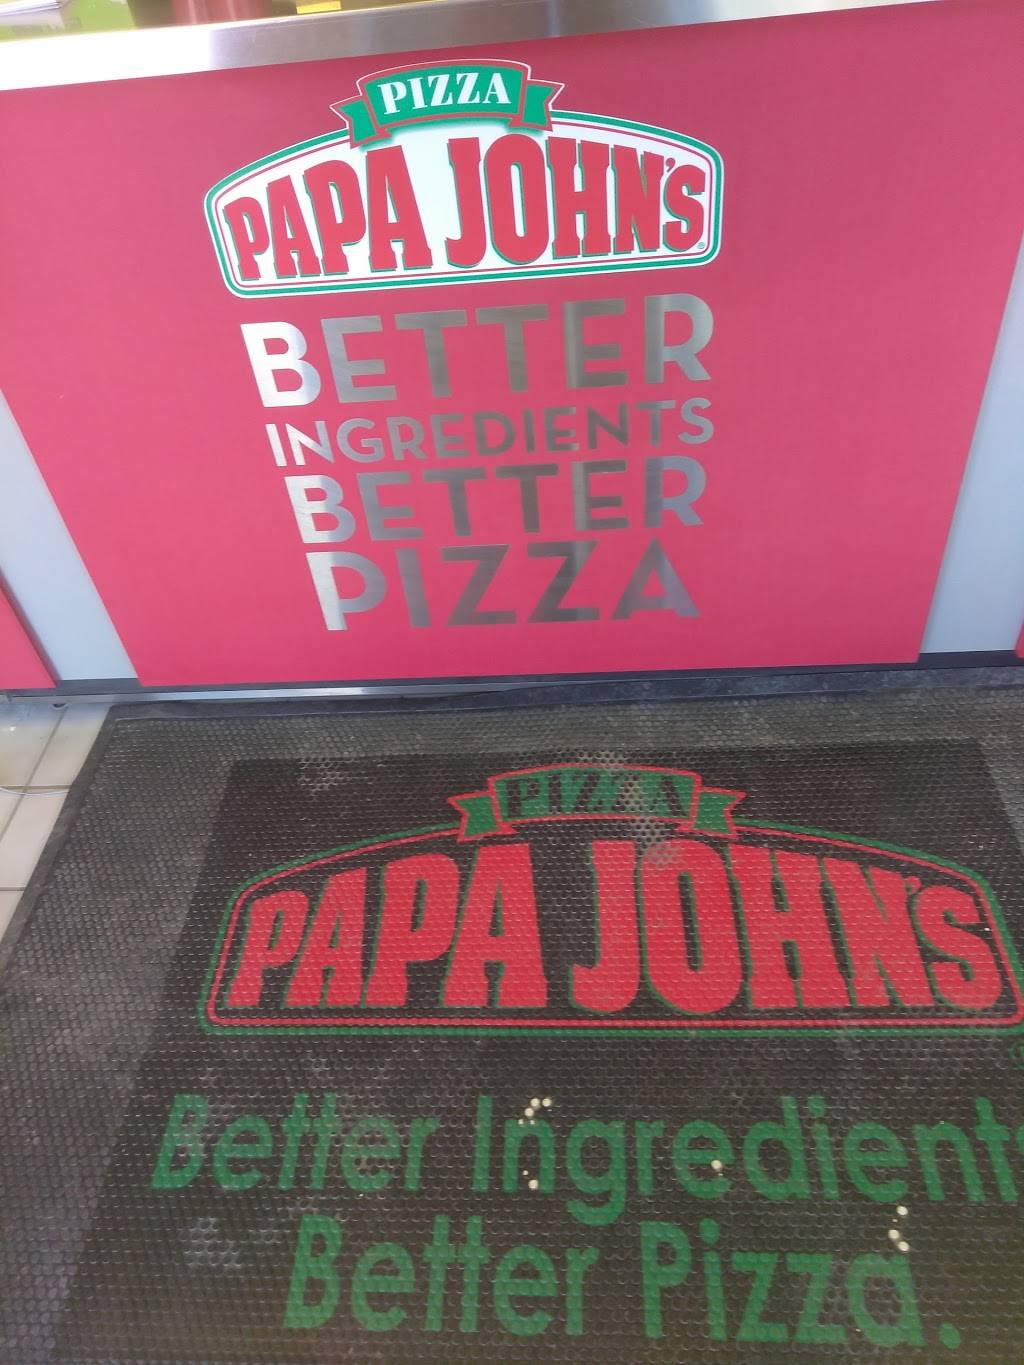 PIZZA
PAPA JOHN'S
BETTER
INGREDIENTS
BETTER
PIZZA
PIZZA
PAPA JOHN'S
Better Ingredients
Better Pizza.